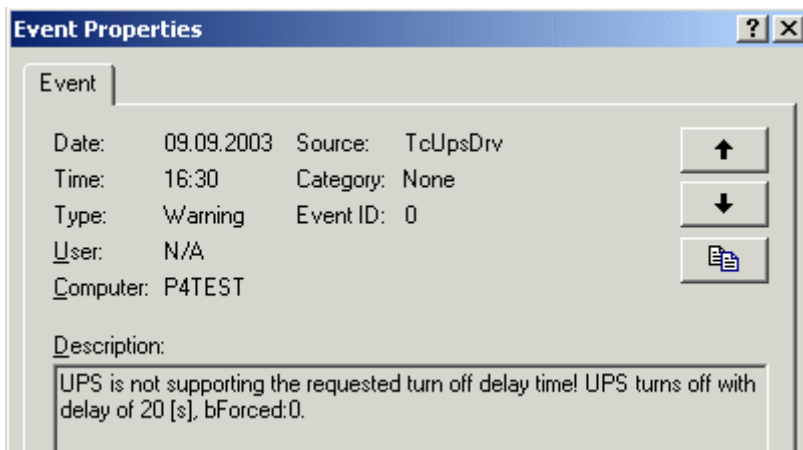 Event Properties
Event
Date: 09.09.2003 Source: TcUpsDrv
Time: 16:30 Category: None
Type: Warning Event ID: 0
User: N/A
Computer: P4TEST
Description:
UPS is not supporting the requested turn off delay time! UPS turns off with
delay of 20 [s], bForced:0.